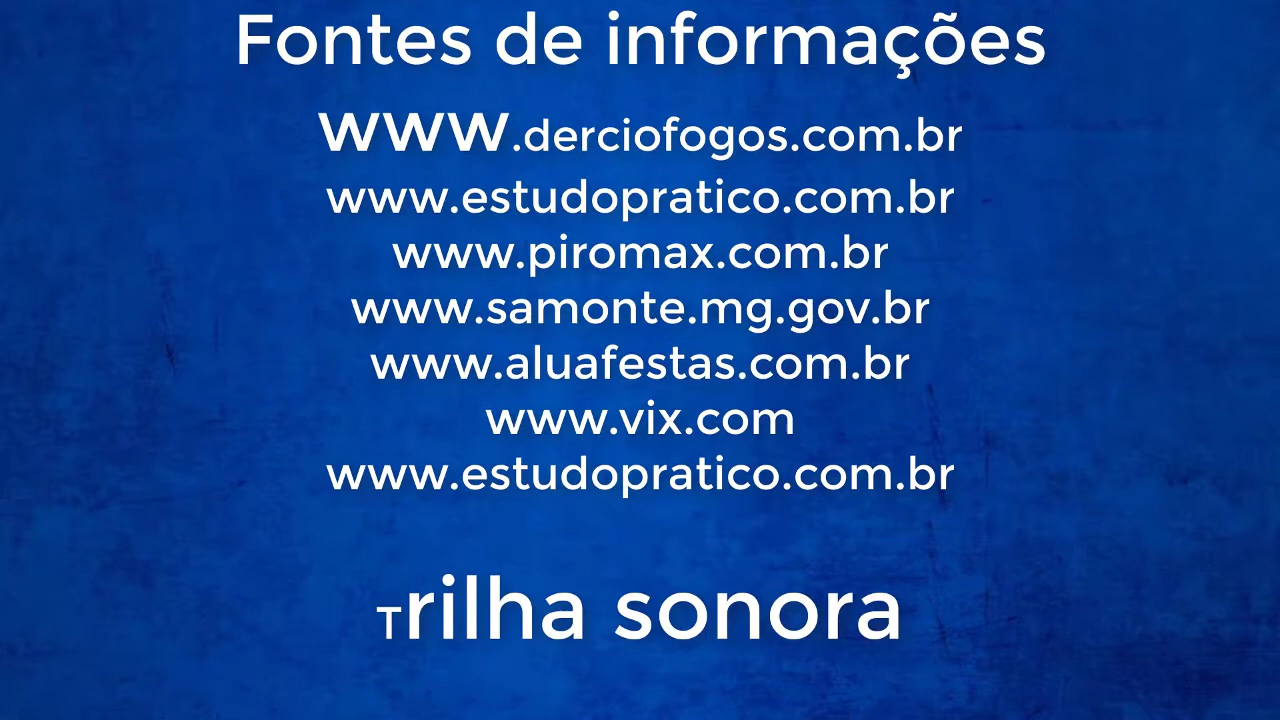 Fontes de informações
www.derciofogos.com.br
www.estudopratico.com.br
www.piromax.com.br
www.samonte.mg.gov.br
www.aluafestas.com.br
www.vix.com
www.estudopratico.com.br
Trilha sonora